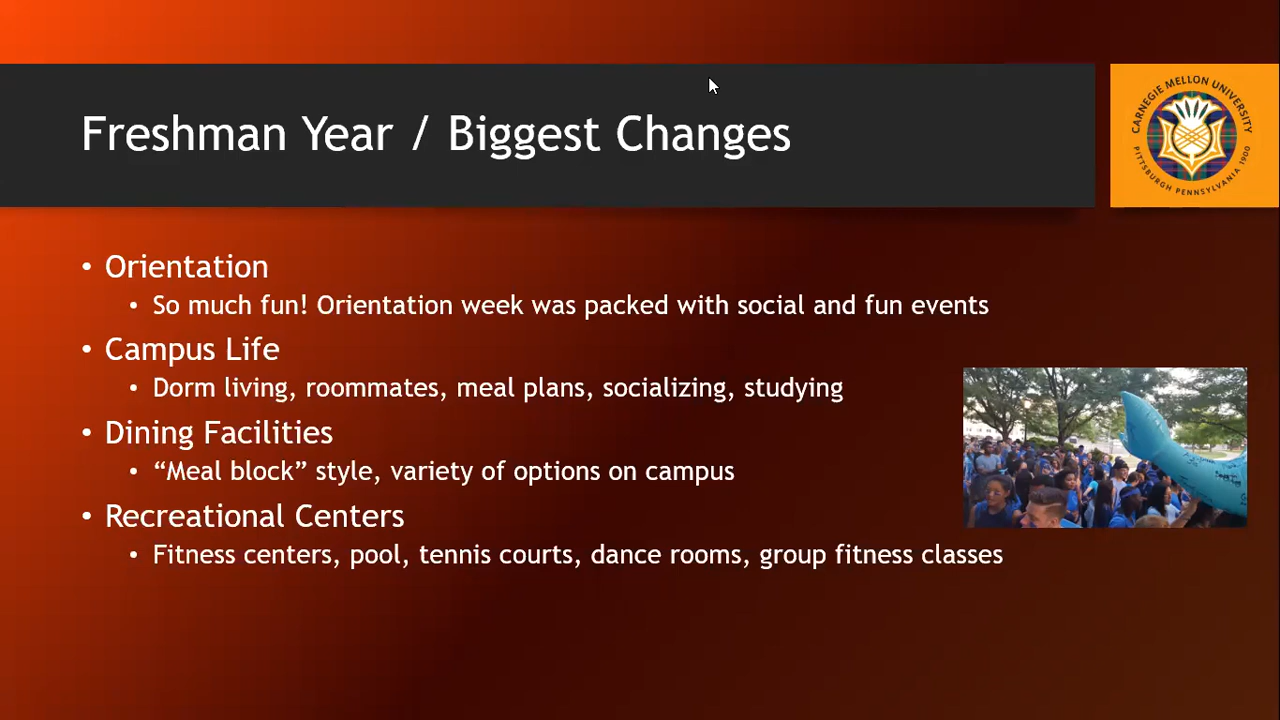 Freshman Year / Biggest Changes
CARNEGIE MELLON UNIVERSITY
PITTSBURGH PENNSYLVANIA 1900
• Orientation
• So much fun! Orientation week was packed with social and fun events
• Campus Life
• Dorm living, roommates, meal plans, socializing, studying
• Dining Facilities
• “Meal block” style, variety of options on campus
• Recreational Centers
• Fitness centers, pool, tennis courts, dance rooms, group fitness classes